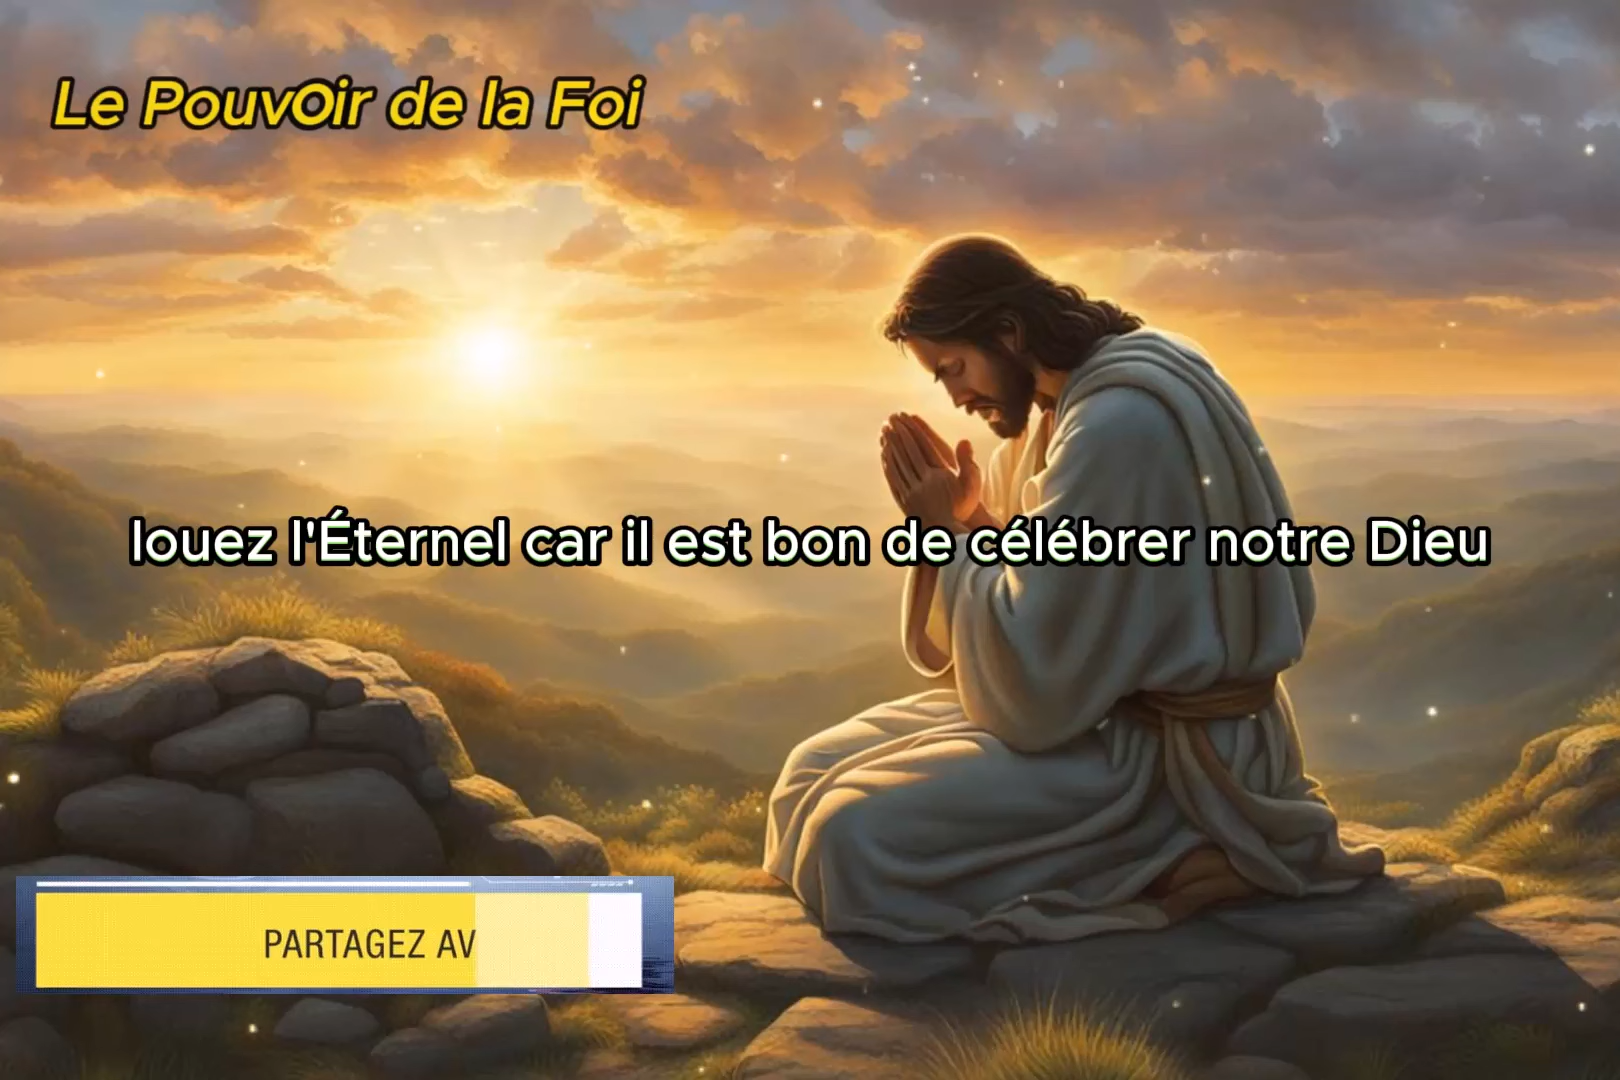 Le PouvOir de la Foi
louez l'Éternel car il est bon de célébrer notre Dieu
PARTAGEZ AV